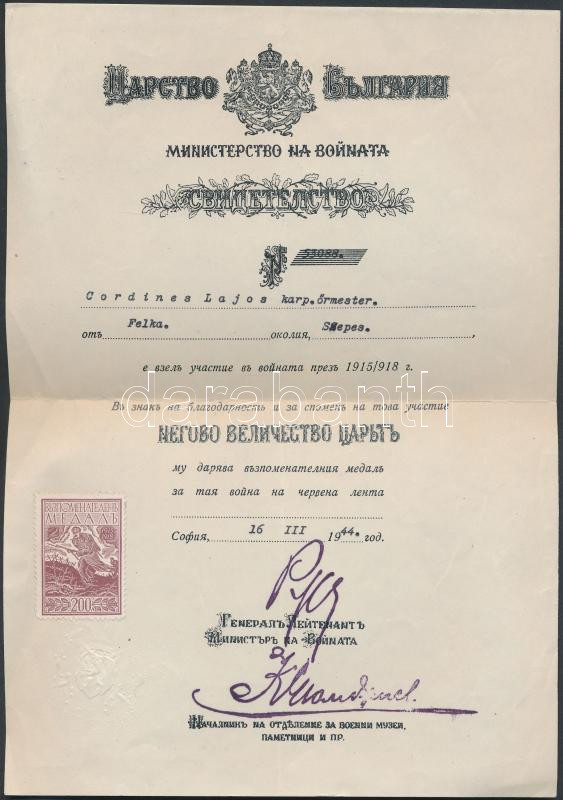 Царство България
Министерство на войната
Свидетелство
№ 53088.
Cordines Lajos karp.őrmester.
отъ Felka. околия, Szepes.,
е взелъ участие въ войната презъ 1915/918 г.
darabanth.com
Въ знакъ на благодарность и за споменъ на това участие
Негово Величество Царьтъ
му дарява възпоменателния медалъ
за тая война на червена лента
София, 16 III 1944. год.
ВЪЗПОМЕНАТЕЛЕНЪ
МЕДАЛЪ
200
Генералъ Лейтенантъ
Министъръ на Войната
Началникъ на отдѣление за военни музеи,
паметници и пр.